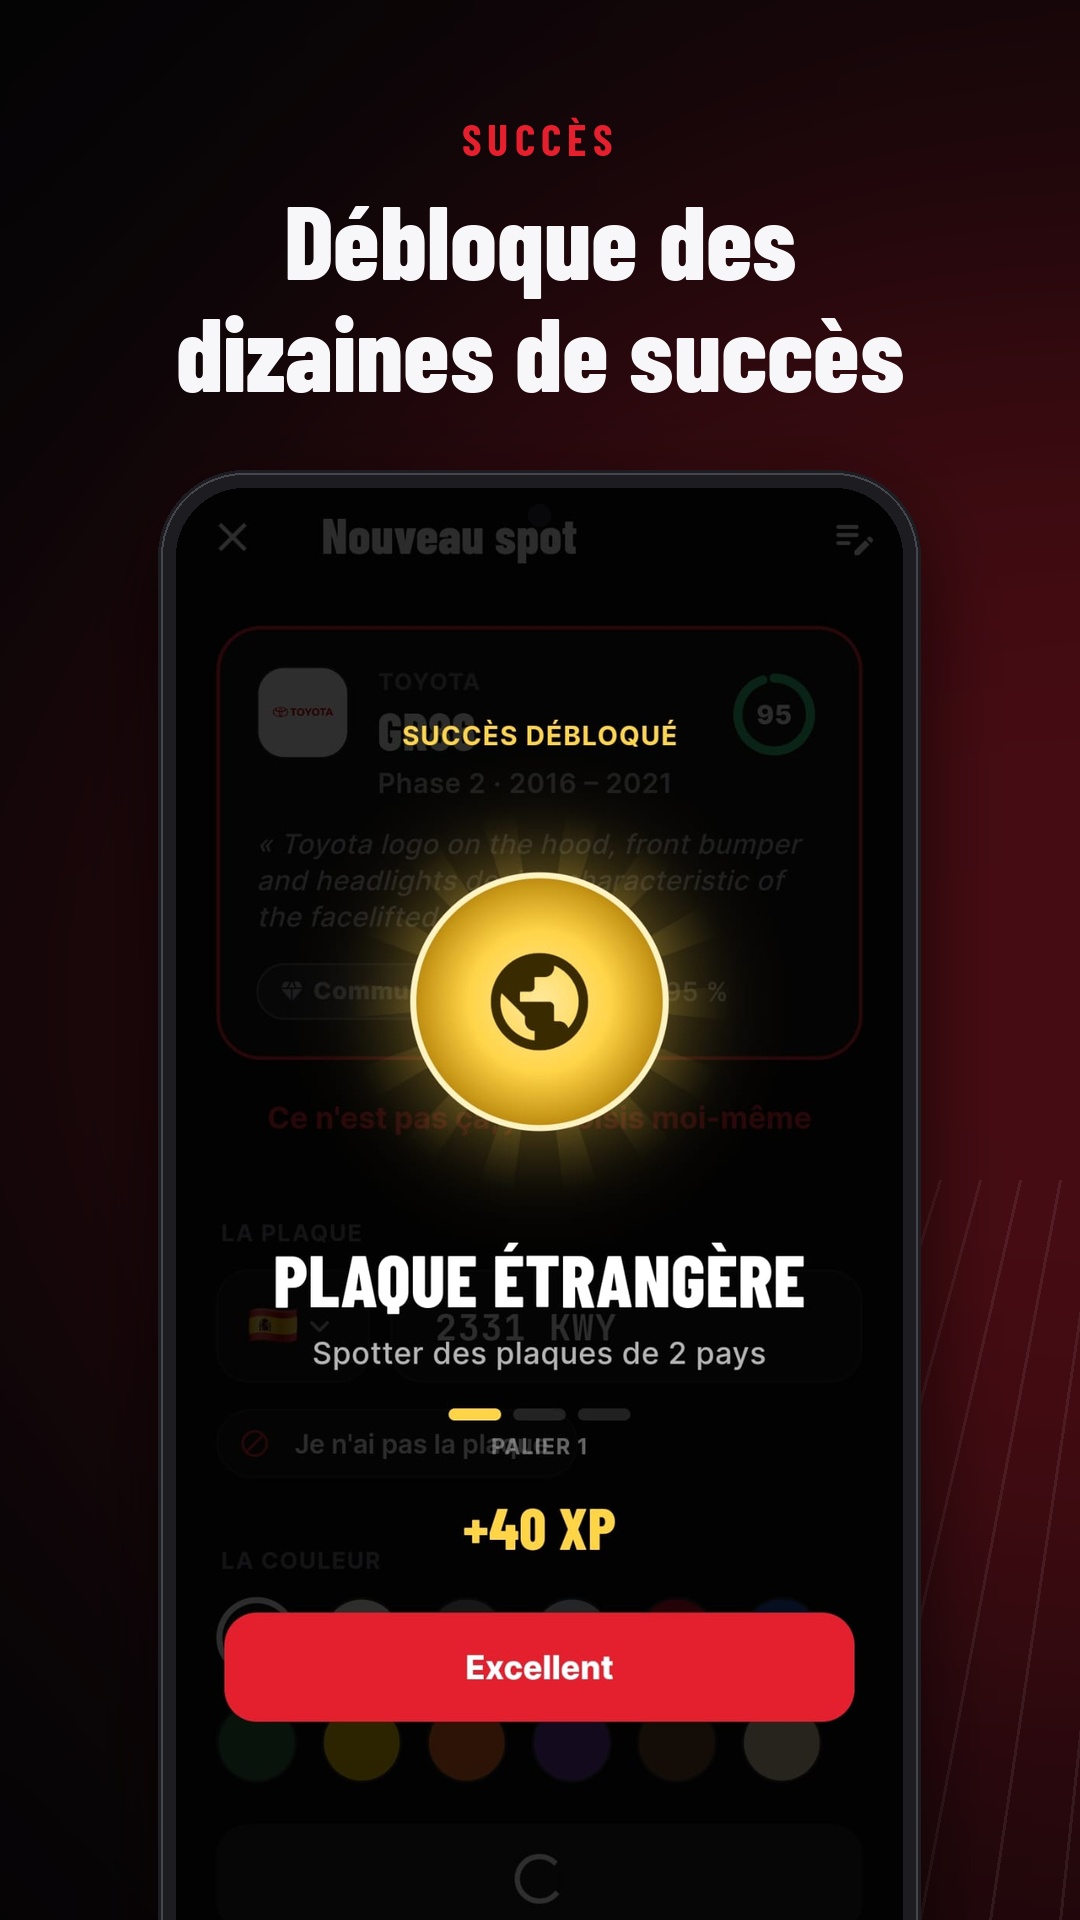 SUCCÈS
Débloque des
dizaines de succès
Nouveau spot
TOYOTA
TOYOTA
95
SUCCÈS DÉBLOQUÉ
Phase 2 · 2016 – 2021
« Toyota logo on the hood, front bumper
and headlights characteristic of
the facelifted
95 %
Ce n'est pas moi-même
LA PLAQUE
PLAQUE ÉTRANGÈRE
2331 KWY
Spotter des plaques de 2 pays
Je n'ai pas la plaque
PALIER 1
+40 XP
LA COULEUR
Excellent